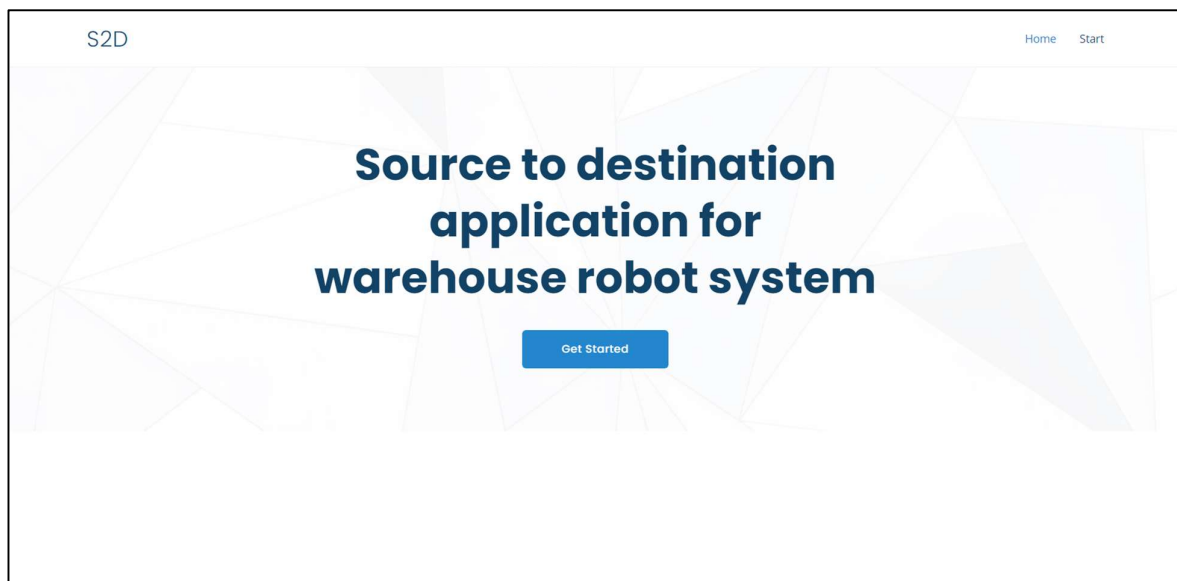 S2D
Home Start
Source to destination
application for
warehouse robot system
Get Started